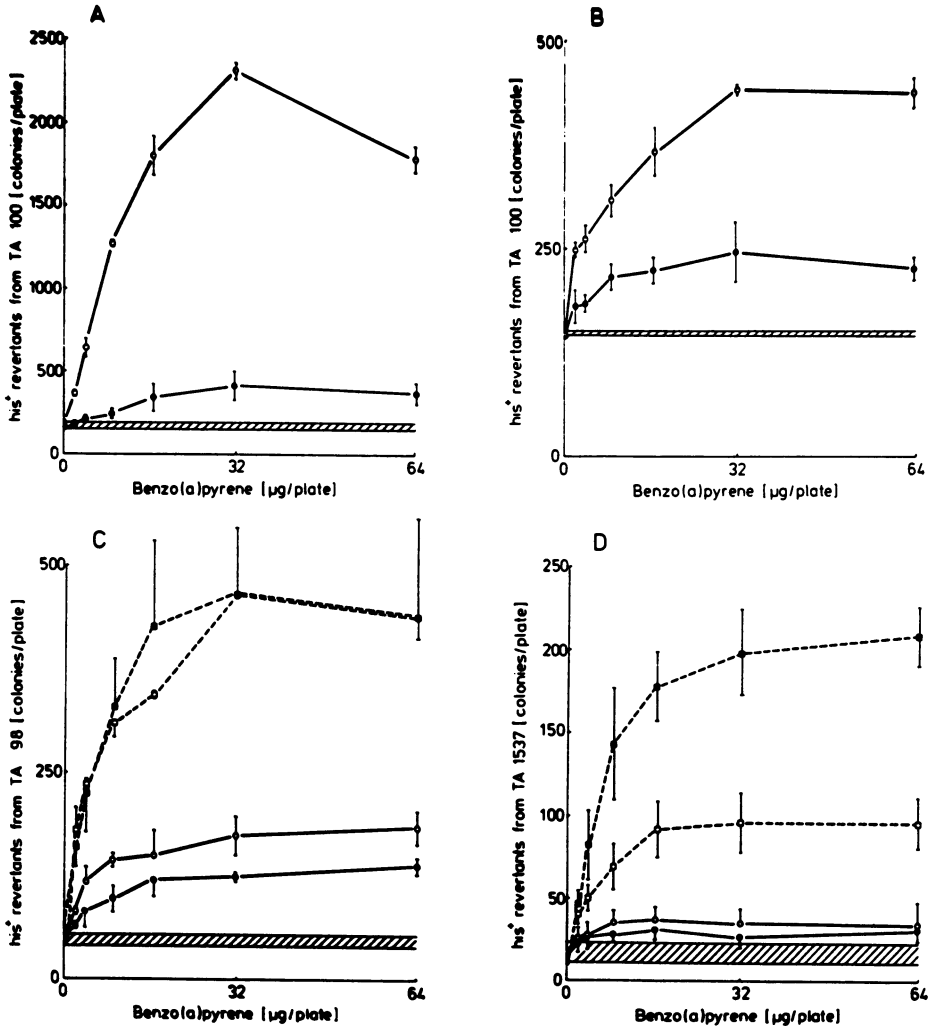 A
2500
2000
1500
1000
500
0
his⁺ revertants from TA 100 [colonies/plate]
0 32 64
Benzo(a)pyrene [µg/plate]
B
500
250
0
his⁺ revertants from TA 100 [colonies/plate]
0 32 64
Benzo(a)pyrene [µg/plate]
C
500
250
0
his⁺ revertants from TA 98 [colonies/plate]
0 32 64
Benzo(a)pyrene [µg/plate]
D
250
200
150
100
50
0
his⁺ revertants from TA 1537 [colonies/plate]
0 32 64
Benzo(a)pyrene [µg/plate]